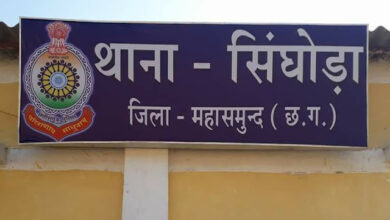 थाना - सिंघोड़ा
जिला - महासमुन्द ( छ.ग. )